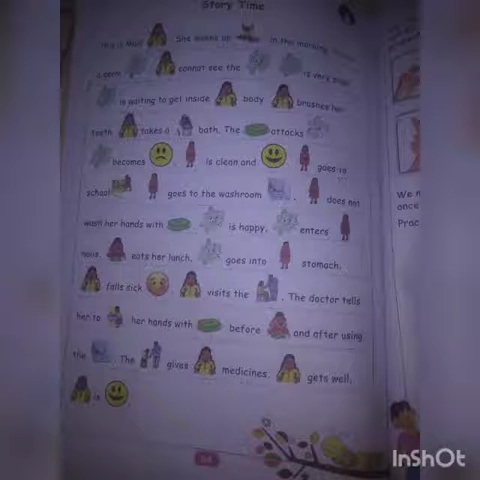 Story Time
This is Mali She wakes up in the morning
a germ cannot see the is very small
is waiting to get inside body brushes her
teeth takes a bath. The attacks
becomes is clean and goes to
school goes to the washroom . does not
wash her hands with is happy. enters
eats her lunch. goes into stomach.
falls sick visits the . The doctor tells
her to her hands with before and after using
the . The gives medicines. gets well.
is
54
We
once
Prac
InShOt